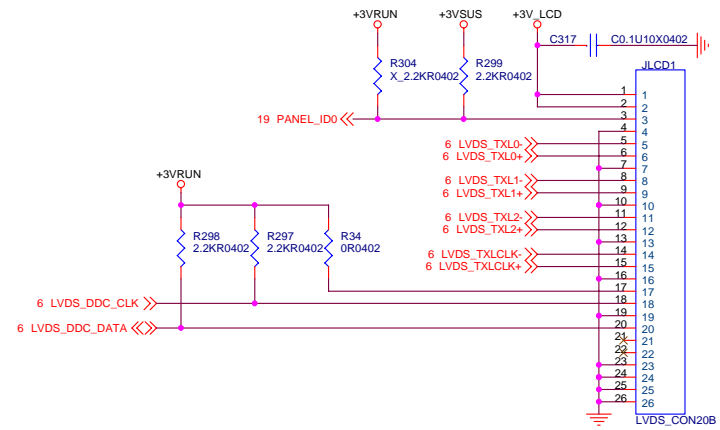 +3VRUN
+3VSUS
+3V_LCD
C317
C0.1U10X0402
R304
X_2.2KR0402
R299
2.2KR0402
JLCD1
19 PANEL_ID0
1 1
2 2
3 3
4 4
6 LVDS_TXL0- 5 5
6 LVDS_TXL0+ 6 6
7 7
6 LVDS_TXL1- 8 8
6 LVDS_TXL1+ 9 9
10 10
6 LVDS_TXL2- 11 11
6 LVDS_TXL2+ 12 12
13 13
6 LVDS_TXLCLK- 14 14
6 LVDS_TXLCLK+ 15 15
16 16
17 17
18 18
19 19
20 20
21 21
22 22
23 23
24 24
25 25
26 26
LVDS_CON20B
+3VRUN
R298
2.2KR0402
R297
2.2KR0402
R34
0R0402
6 LVDS_DDC_CLK
6 LVDS_DDC_DATA